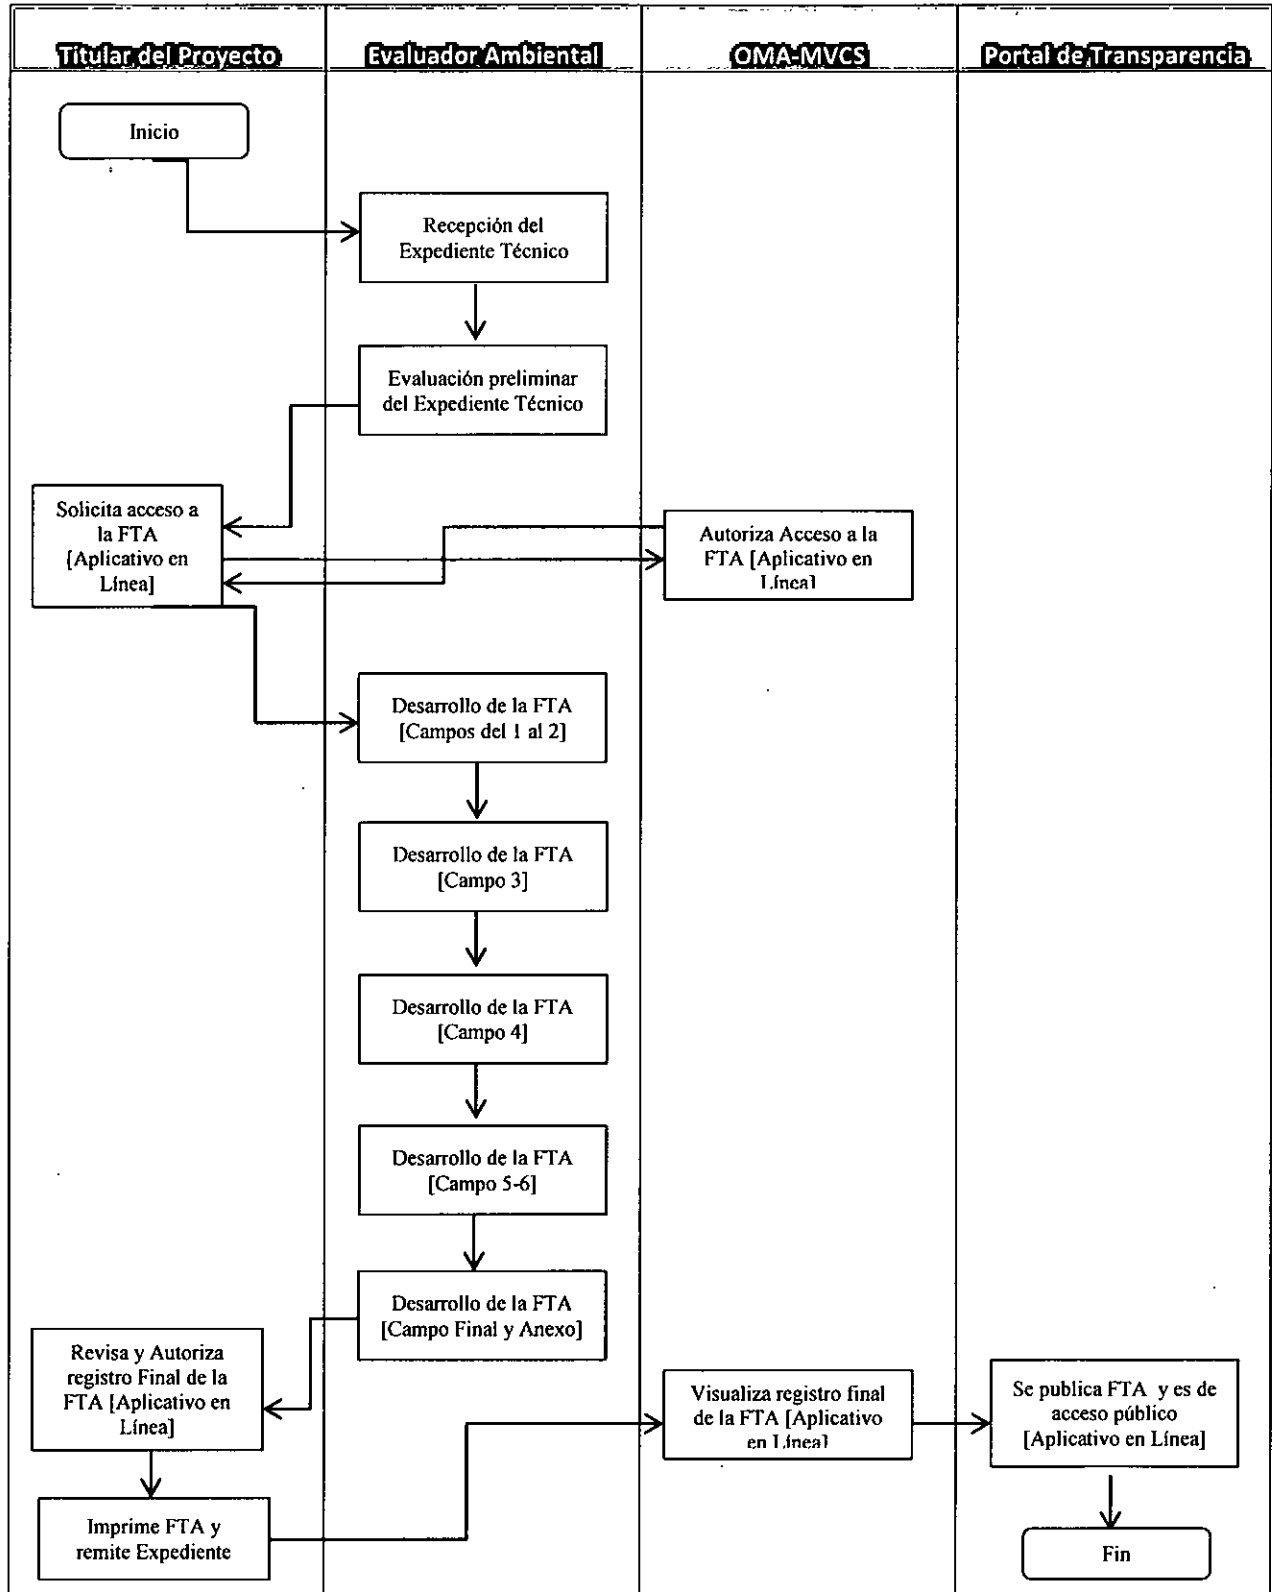 Titular del Proyecto
Evaluador Ambiental
OMA-MVCS
Portal de Transparencia
Inicio
Recepción del
Expediente Técnico
Evaluación preliminar
del Expediente Técnico
Solicita acceso a
la FTA
[Aplicativo en
Línea]
Autoriza Acceso a la
FTA [Aplicativo en
Línea]
Desarrollo de la FTA
[Campos del 1 al 2]
Desarrollo de la FTA
[Campo 3]
Desarrollo de la FTA
[Campo 4]
Desarrollo de la FTA
[Campo 5-6]
Desarrollo de la FTA
[Campo Final y Anexo]
Revisa y Autoriza
registro Final de la
FTA [Aplicativo en
Línea]
Visualiza registro final
de la FTA [Aplicativo
en Línea]
Se publica FTA y es de
acceso público
[Aplicativo en Línea]
Imprime FTA y
remite Expediente
Fin